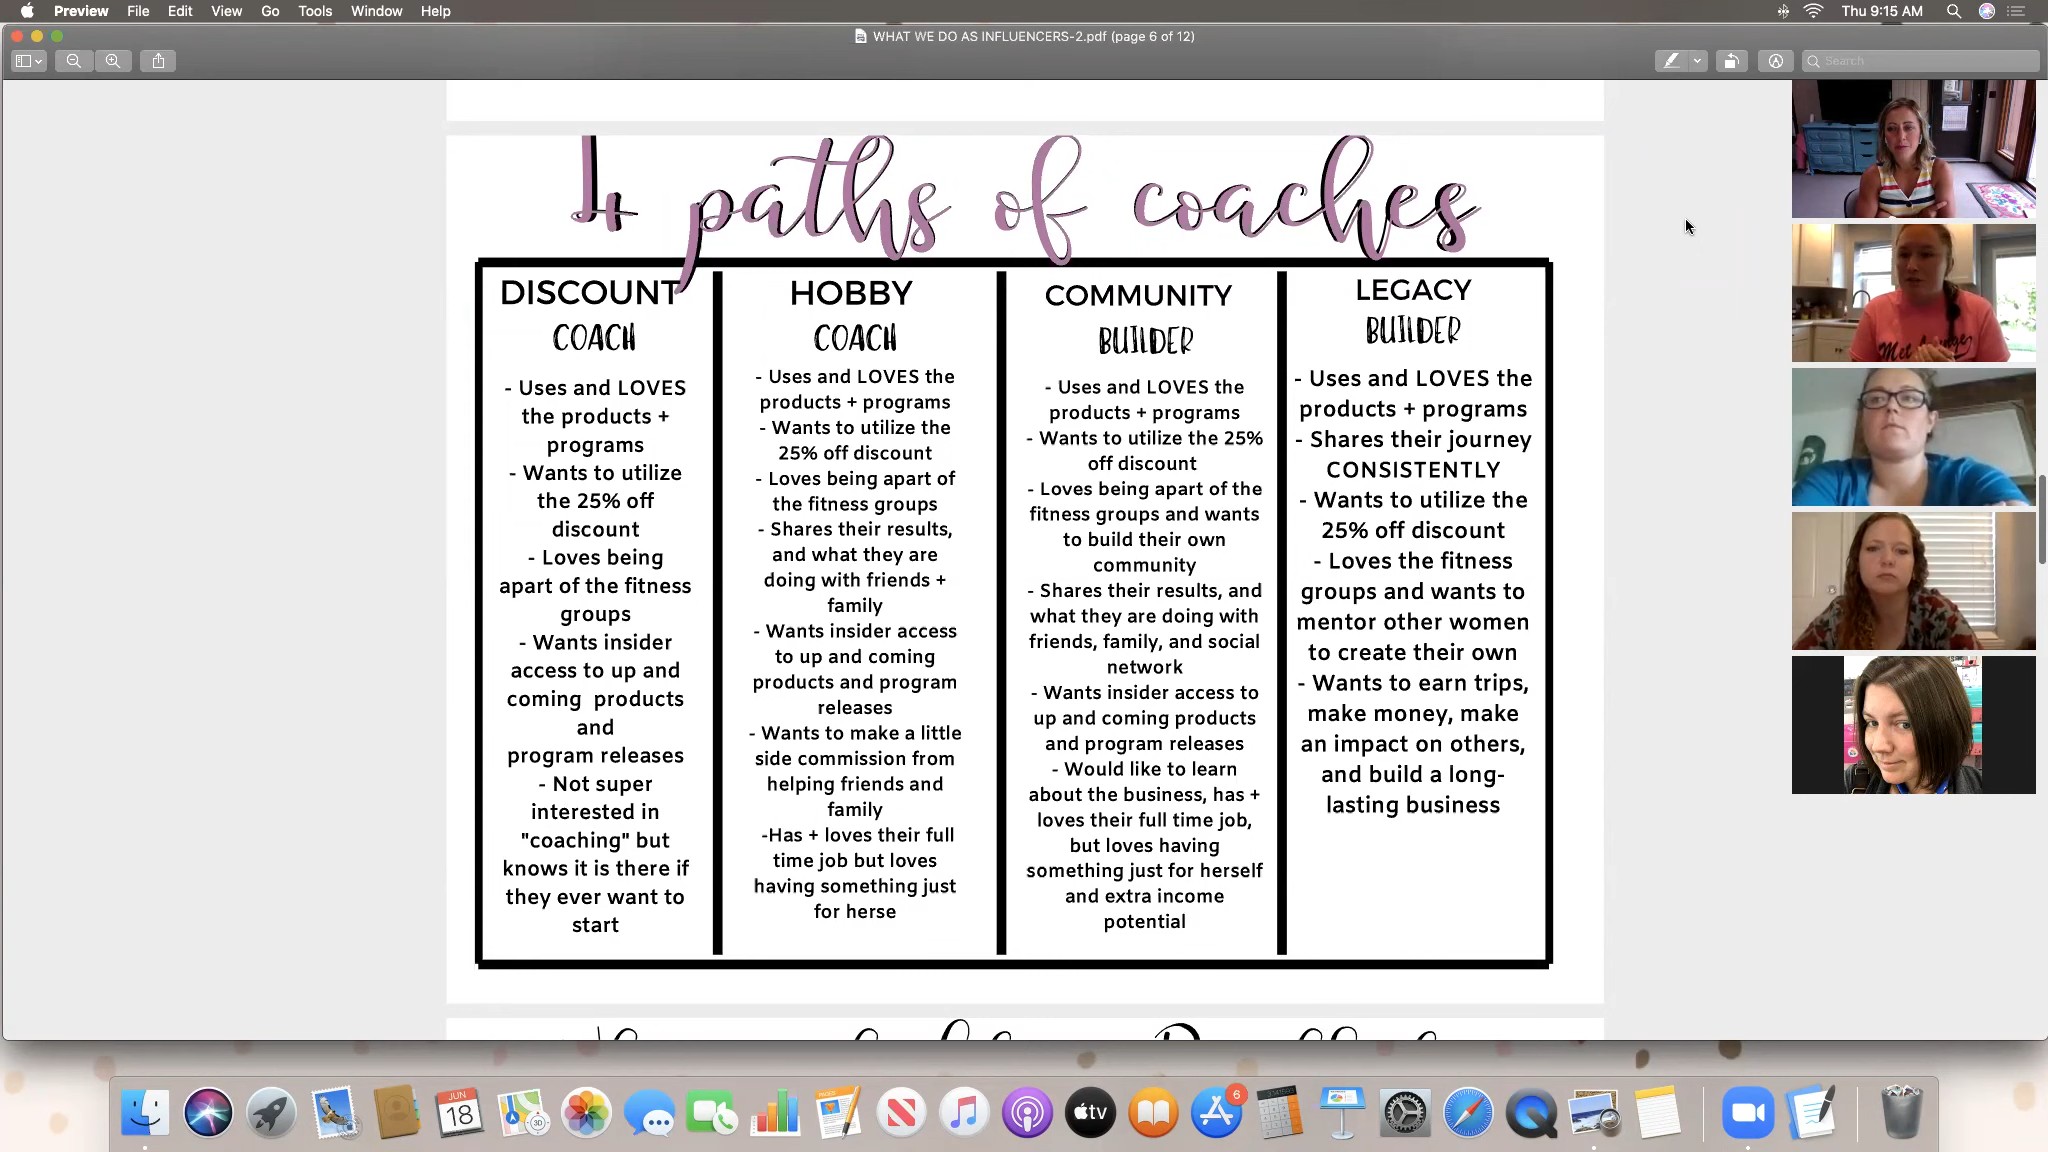 Preview File Edit View Go Tools Window Help
Thu 9:15 AM
WHAT WE DO AS INFLUENCERS-2.pdf (page 6 of 12)
Search
4 paths of coaches
DISCOUNT
COACH
- Uses and LOVES
the products +
programs
- Wants to utilize
the 25% off
discount
- Loves being
apart of the fitness
groups
- Wants insider
access to up and
coming products
and
program releases
- Not super
interested in
"coaching" but
knows it is there if
they ever want to
start
HOBBY
COACH
- Uses and LOVES the
products + programs
- Wants to utilize the
25% off discount
- Loves being apart of
the fitness groups
- Shares their results,
and what they are
doing with friends +
family
- Wants insider access
to up and coming
products and program
releases
- Wants to make a little
side commission from
helping friends and
family
-Has + loves their full
time job but loves
having something just
for herse
COMMUNITY
BUILDER
- Uses and LOVES the
products + programs
- Wants to utilize the 25%
off discount
- Loves being apart of the
fitness groups and wants
to build their own
community
- Shares their results, and
what they are doing with
friends, family, and social
network
- Wants insider access to
up and coming products
and program releases
- Would like to learn
about the business, has +
loves their full time job,
but loves having
something just for herself
and extra income
potential
LEGACY
BUILDER
- Uses and LOVES the
products + programs
- Shares their journey
CONSISTENTLY
- Wants to utilize the
25% off discount
- Loves the fitness
groups and wants to
mentor other women
to create their own
- Wants to earn trips,
make money, make
an impact on others,
and build a long-
lasting business
JUN
18
3D
PAGES
tv
6